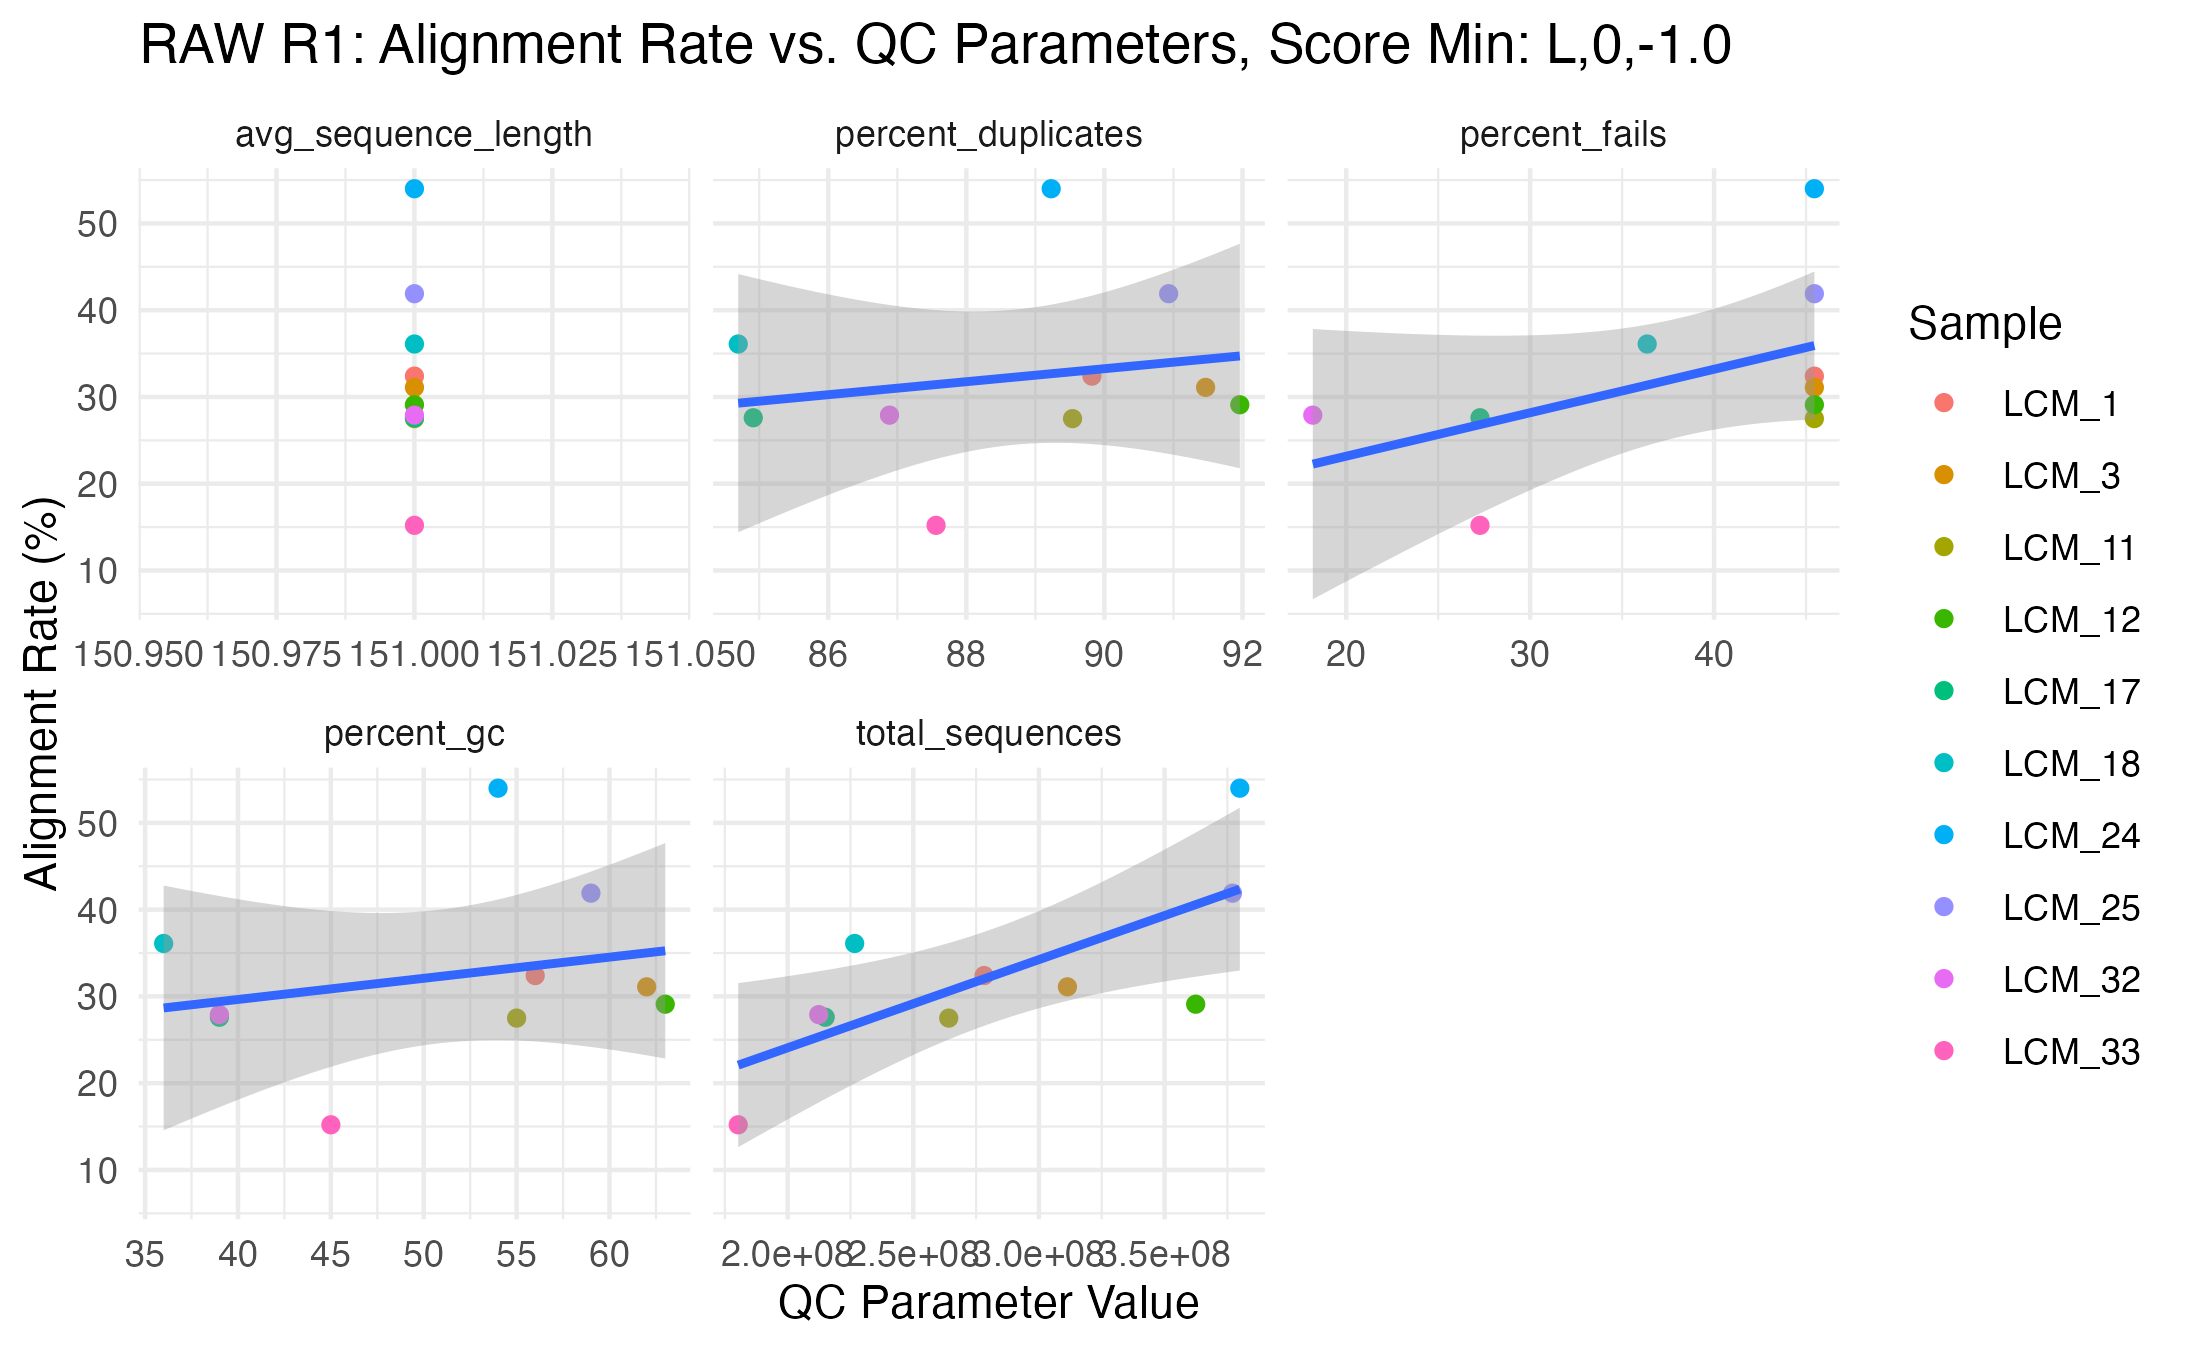 RAW R1: Alignment Rate vs. QC Parameters, Score Min: L,0,-1.0
avg_sequence_length
percent_duplicates
percent_fails
50
40
30
20
10
150.950 150.975 151.000 151.025 151.050
86 88 90 92
20 30 40
percent_gc
total_sequences
50
40
30
20
10
35 40 45 50 55 60
2.0e+08 2.5e+08 3.0e+08 3.5e+08
Alignment Rate (%)
QC Parameter Value
Sample
LCM_1
LCM_3
LCM_11
LCM_12
LCM_17
LCM_18
LCM_24
LCM_25
LCM_32
LCM_33